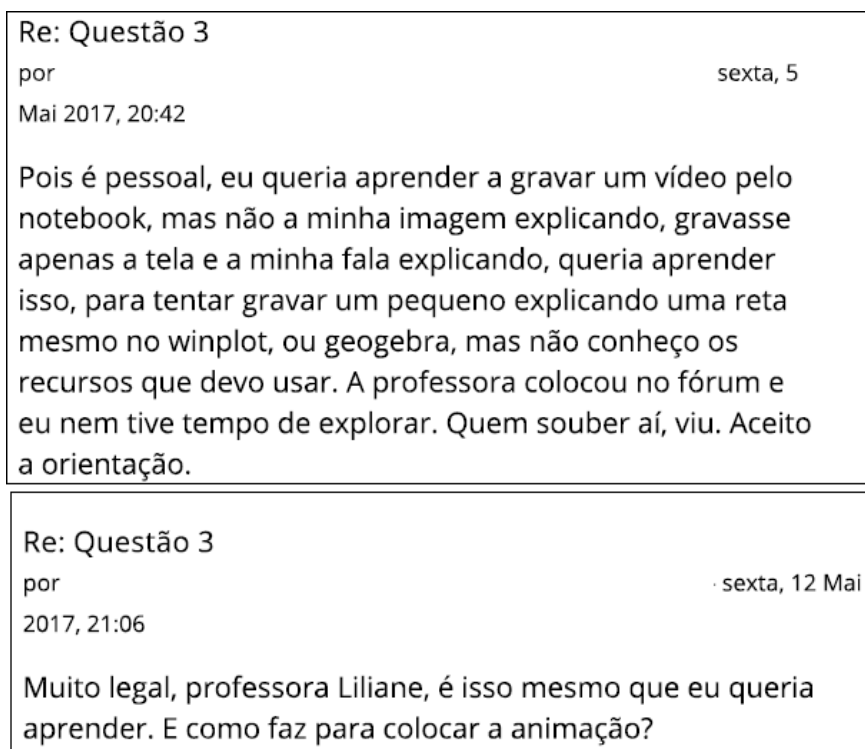 Re: Questão 3
por sexta, 5
Mai 2017, 20:42
Pois é pessoal, eu queria aprender a gravar um vídeo pelo
notebook, mas não a minha imagem explicando, gravasse
apenas a tela e a minha fala explicando, queria aprender
isso, para tentar gravar um pequeno explicando uma reta
mesmo no winplot, ou geogebra, mas não conheço os
recursos que devo usar. A professora colocou no fórum e
eu nem tive tempo de explorar. Quem souber aí, viu. Aceito
a orientação.
Re: Questão 3
por sexta, 12 Mai
2017, 21:06
Muito legal, professora Liliane, é isso mesmo que eu queria
aprender. E como faz para colocar a animação?